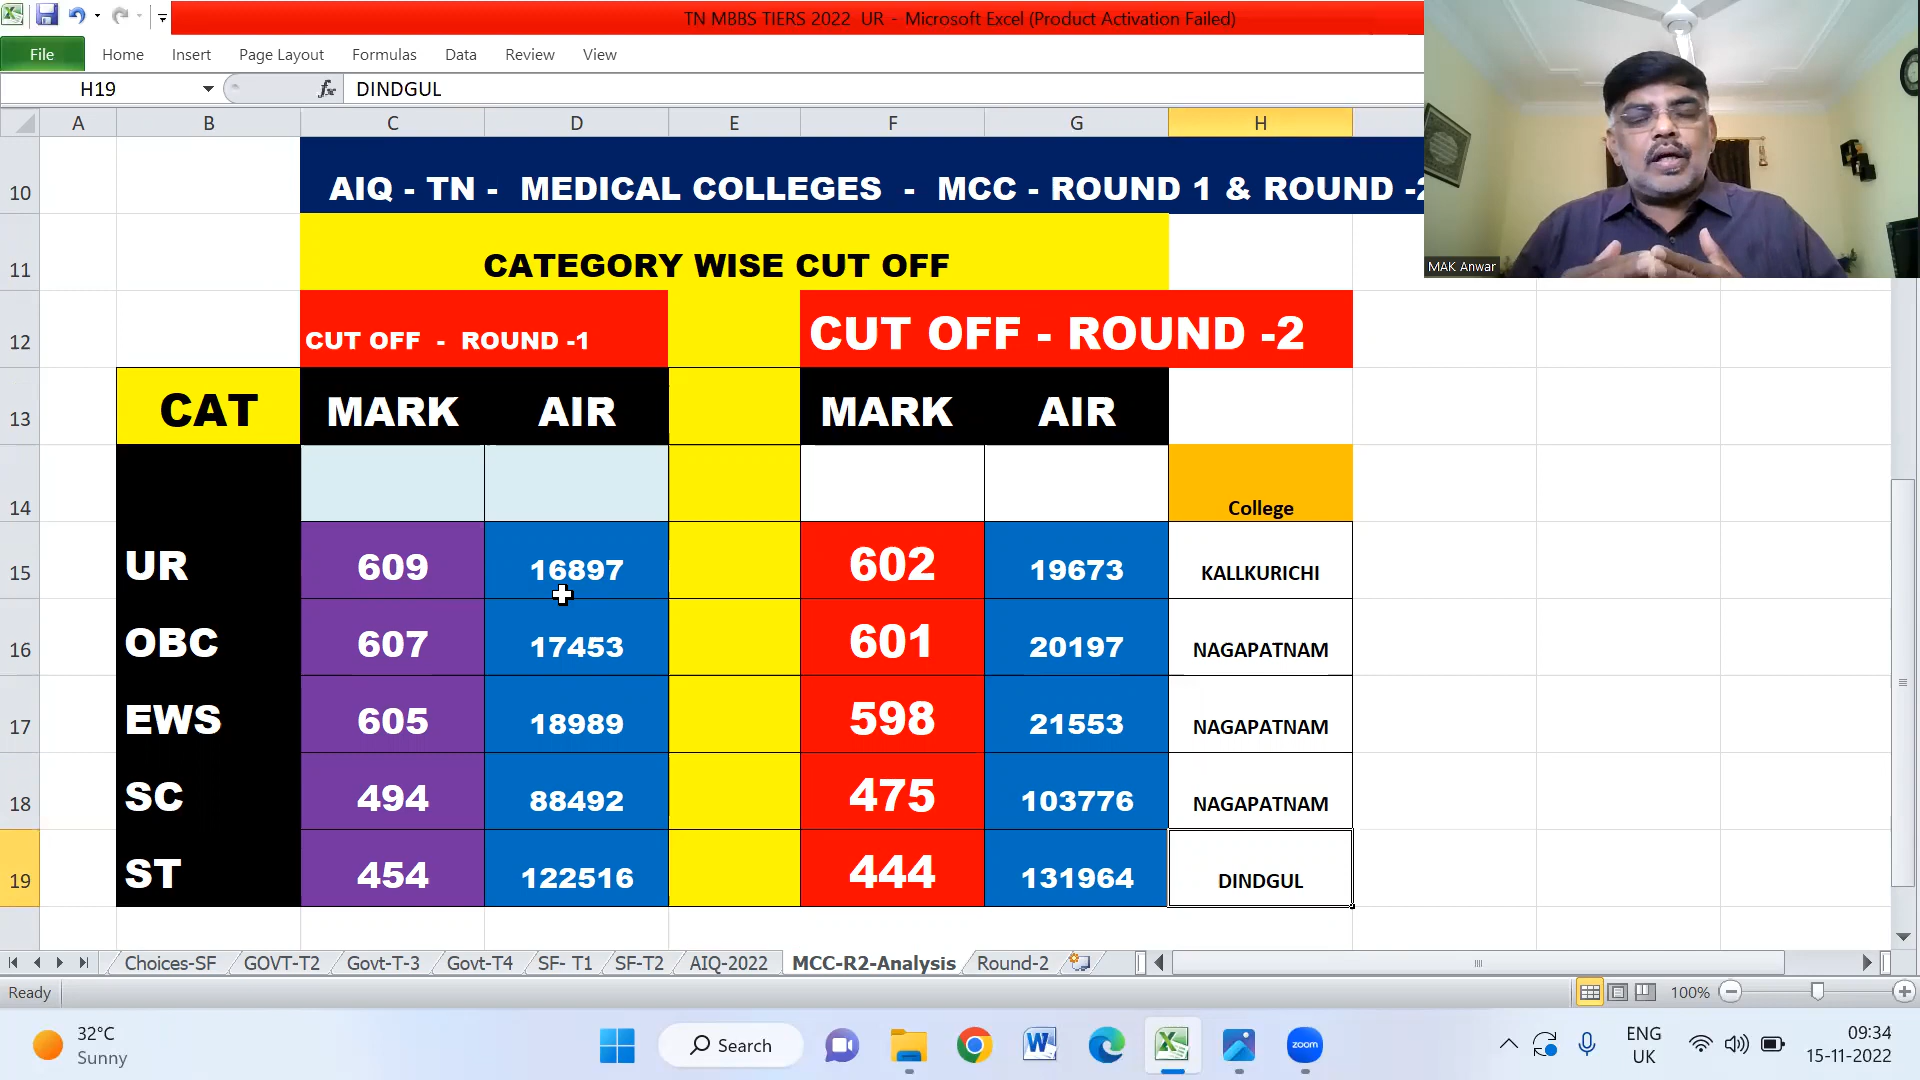 TN MBBS TIERS 2022 UR - Microsoft Excel (Product Activation Failed)
File Home Insert Page Layout Formulas Data Review View
H19 fx DINDGUL
A B C D E F G H
10 AIQ - TN - MEDICAL COLLEGES - MCC - ROUND 1 & ROUND -2
MAK Anwar
11 CATEGORY WISE CUT OFF
12 CUT OFF - ROUND -1 CUT OFF - ROUND -2
13 CAT MARK AIR MARK AIR
14 College
15 UR 609 16897 602 19673 KALLKURICHI
16 OBC 607 17453 601 20197 NAGAPATNAM
17 EWS 605 18989 598 21553 NAGAPATNAM
18 SC 494 88492 475 103776 NAGAPATNAM
19 ST 454 122516 444 131964 DINDGUL
Choices-SF GOVT-T2 Govt-T-3 Govt-T4 SF- T1 SF-T2 AIQ-2022 MCC-R2-Analysis Round-2
Ready 100%
32°C
Sunny
Search
zoom
ENG
UK
09:34
15-11-2022